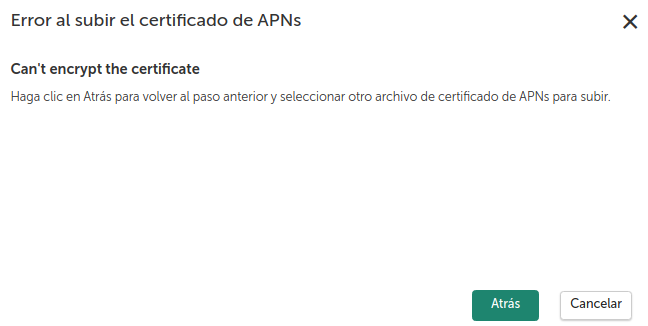 Error al subir el certificado de APNs
Can't encrypt the certificate
Haga clic en Atrás para volver al paso anterior y seleccionar otro archivo de certificado de APNs para subir.
Atrás
Cancelar